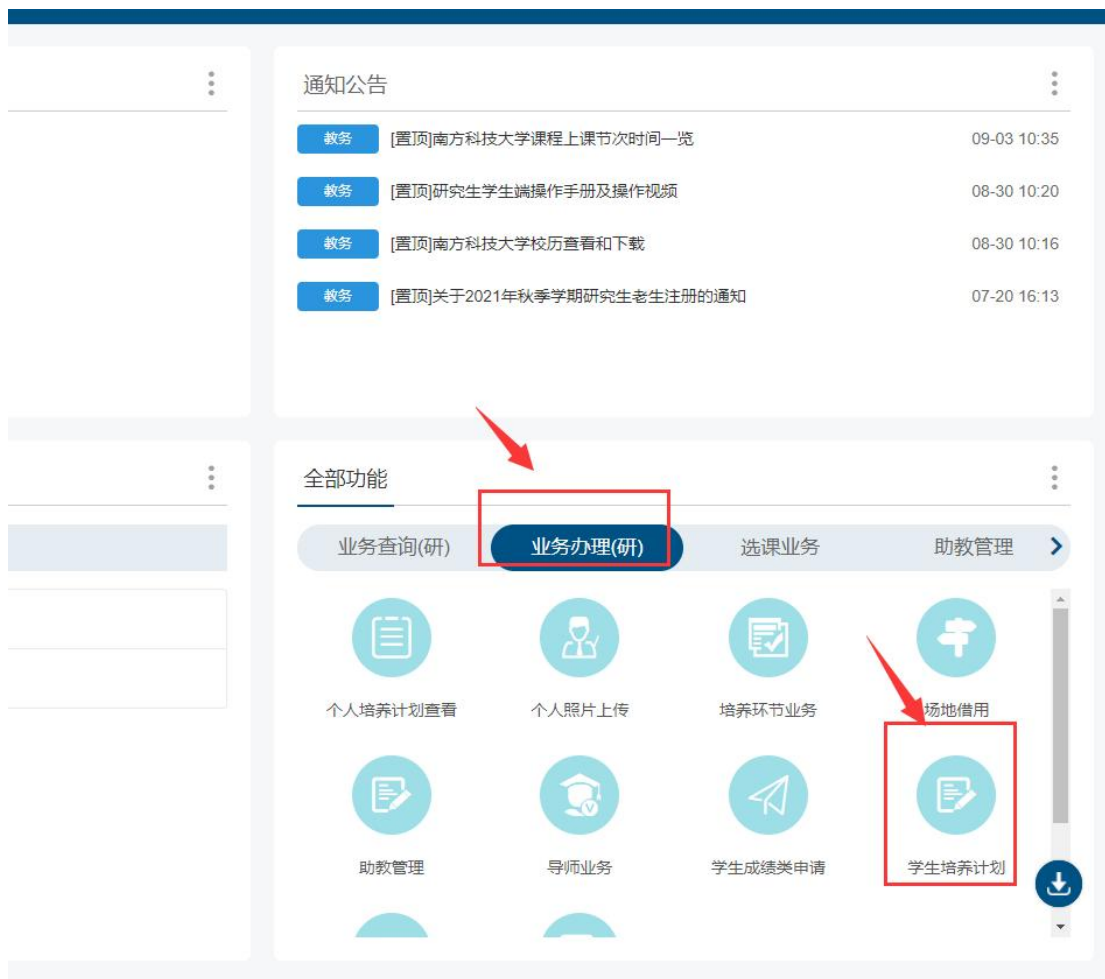 通知公告
教务 [置顶]南方科技大学课程上课节次时间一览 09-03 10:35
教务 [置顶]研究生学生端操作手册及操作视频 08-30 10:20
教务 [置顶]南方科技大学校历查看和下载 08-30 10:16
教务 [置顶]关于2021年秋季学期研究生老生注册的通知 07-20 16:13
全部功能
业务查询(研) 业务办理(研) 选课业务 助教管理
个人培养计划查看 个人照片上传 培养环节业务 场地借用
助教管理 导师业务 学生成绩类申请 学生培养计划